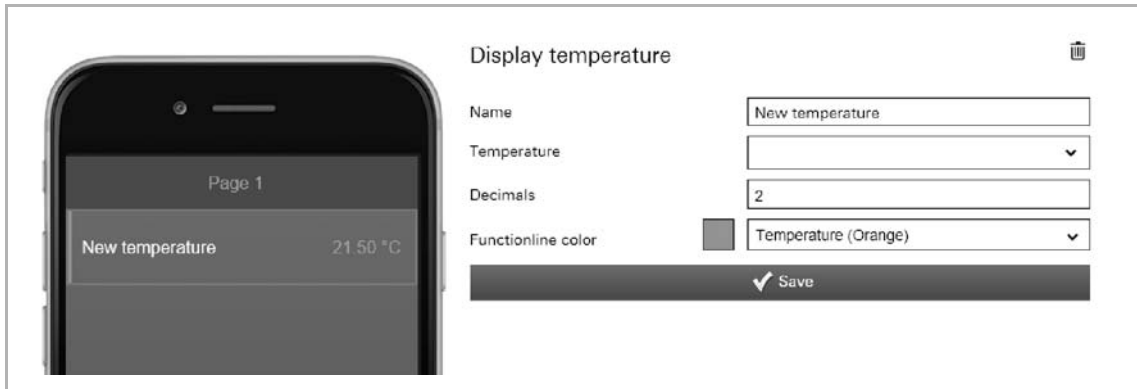 Page 1
New temperature
21.50 °C
Display temperature
Name
New temperature
Temperature
Decimals
2
Functionline color
Temperature (Orange)
Save